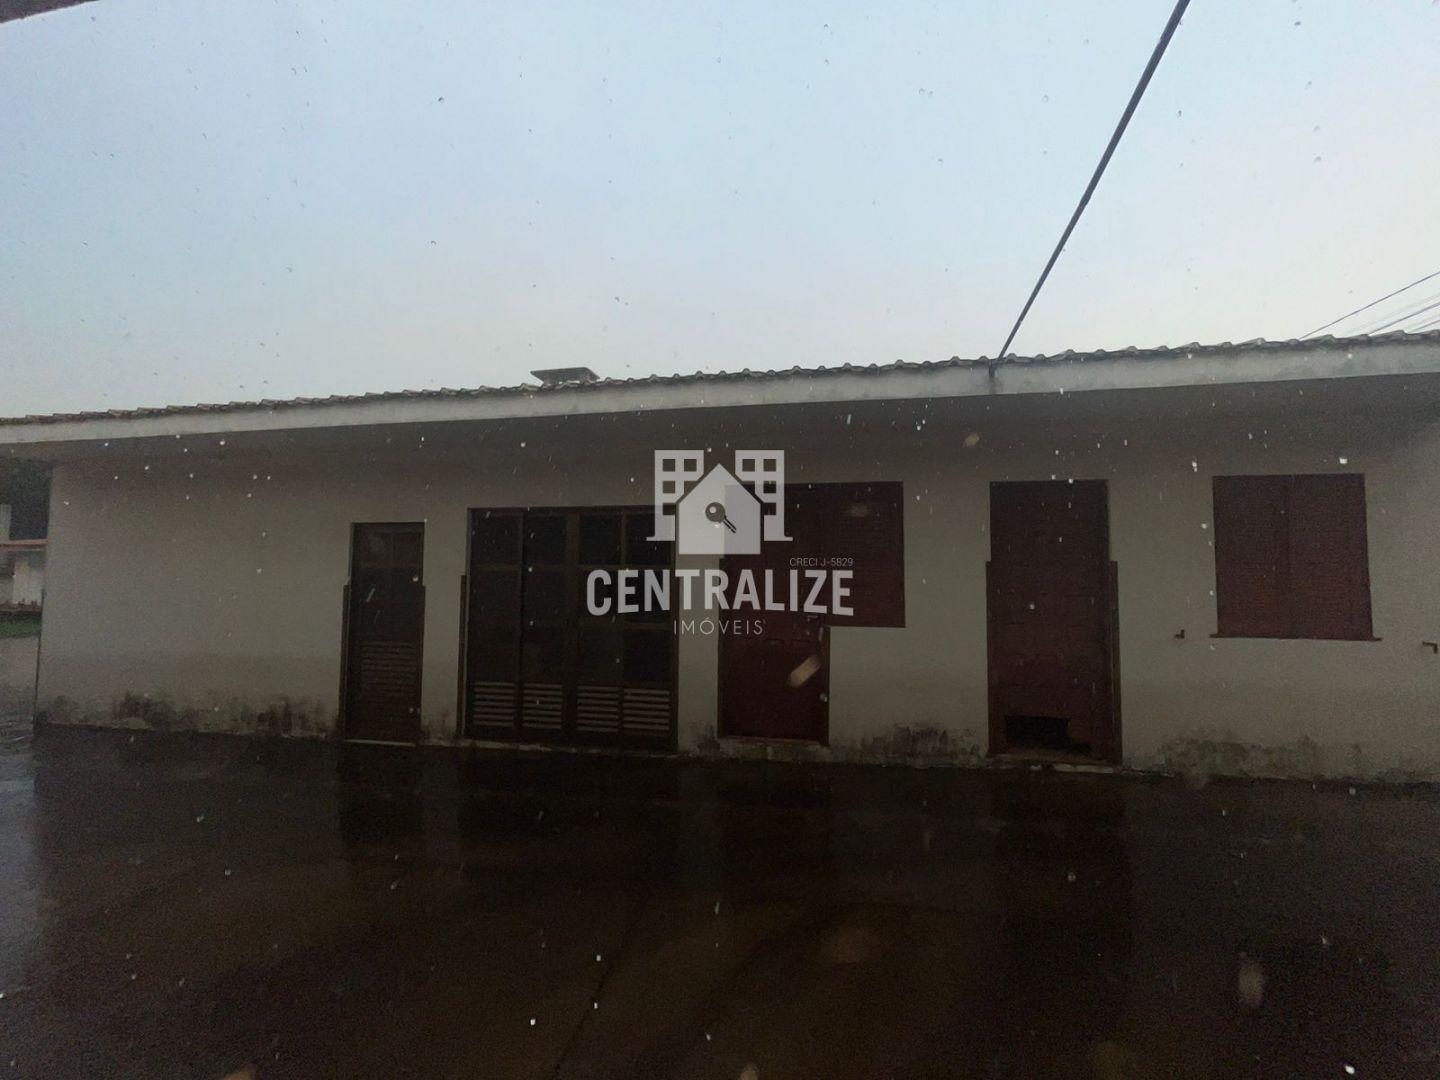 CRECI J-5829
CENTRALIZE
IMÓVEIS